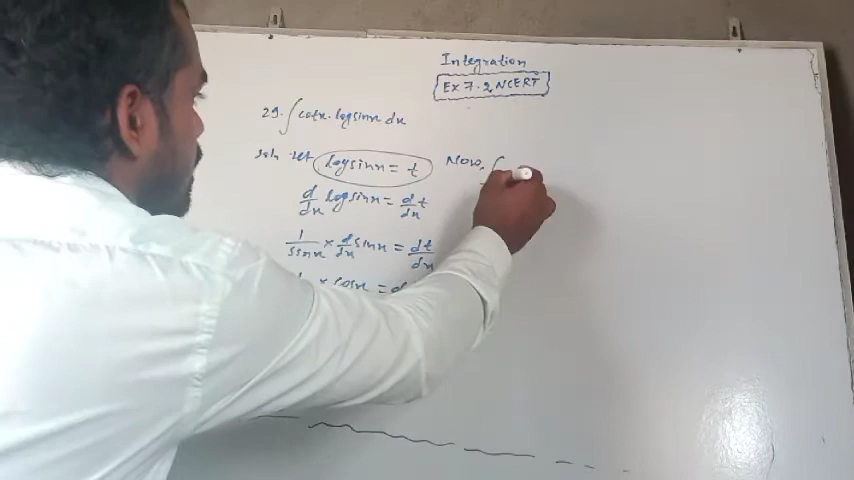 Integration
Ex 7.2 NCERT
29. ∫ cotx. logsinx dx
Soln let logsinx = t
d/dx logsinx = d/dx t
1/sinx × d/dx sinx = dt/dx
× cosx = d
Now, ∫